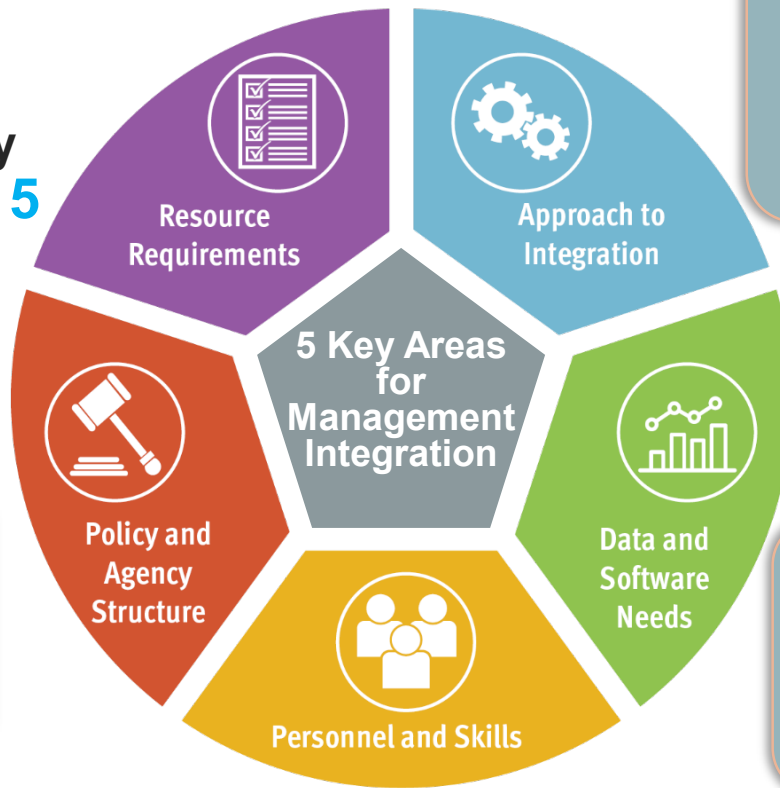 y
5
Resource
Requirements
Approach to
Integration
5 Key Areas
for
Management
Integration
Policy and
Agency
Structure
Data and
Software
Needs
Personnel and Skills